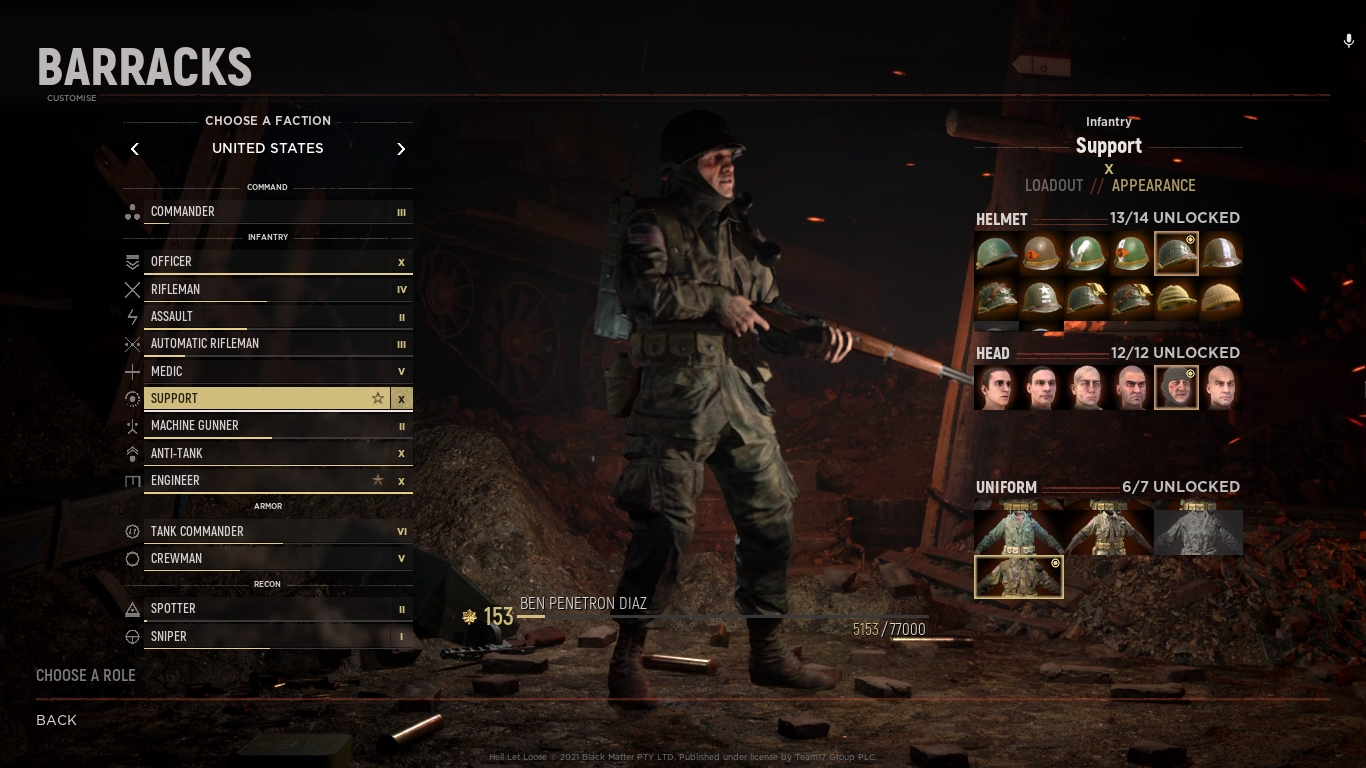 BARRACKS
CUSTOMISE
CHOOSE A FACTION
UNITED STATES
COMMAND
COMMANDER III
INFANTRY
OFFICER X
RIFLEMAN IV
ASSAULT II
AUTOMATIC RIFLEMAN III
MEDIC V
SUPPORT X
MACHINE GUNNER II
ANTI-TANK X
ENGINEER X
ARMOR
TANK COMMANDER VI
CREWMAN V
RECON
SPOTTER II
SNIPER I
CHOOSE A ROLE
BACK
153 BEN PENETRON DIAZ
5153/77000
Infantry
Support
X
LOADOUT // APPEARANCE
HELMET 13/14 UNLOCKED
HEAD 12/12 UNLOCKED
UNIFORM 6/7 UNLOCKED
Hell Let Loose © 2021 Black Matter PTY LTD. Published under license by Team17 Group PLC.